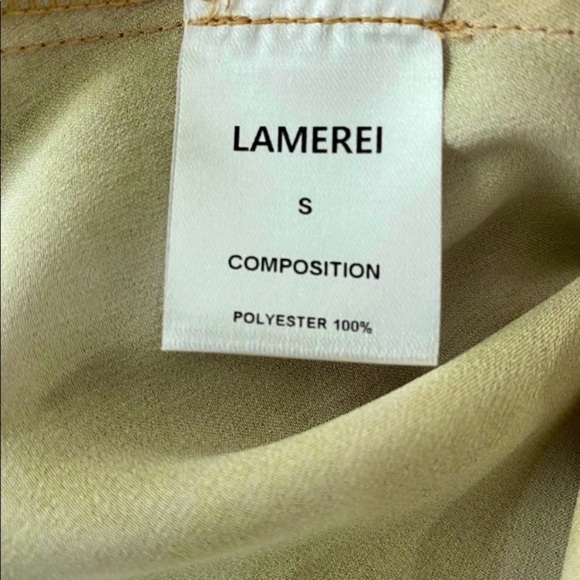 LAMEREI
S
COMPOSITION
POLYESTER 100%